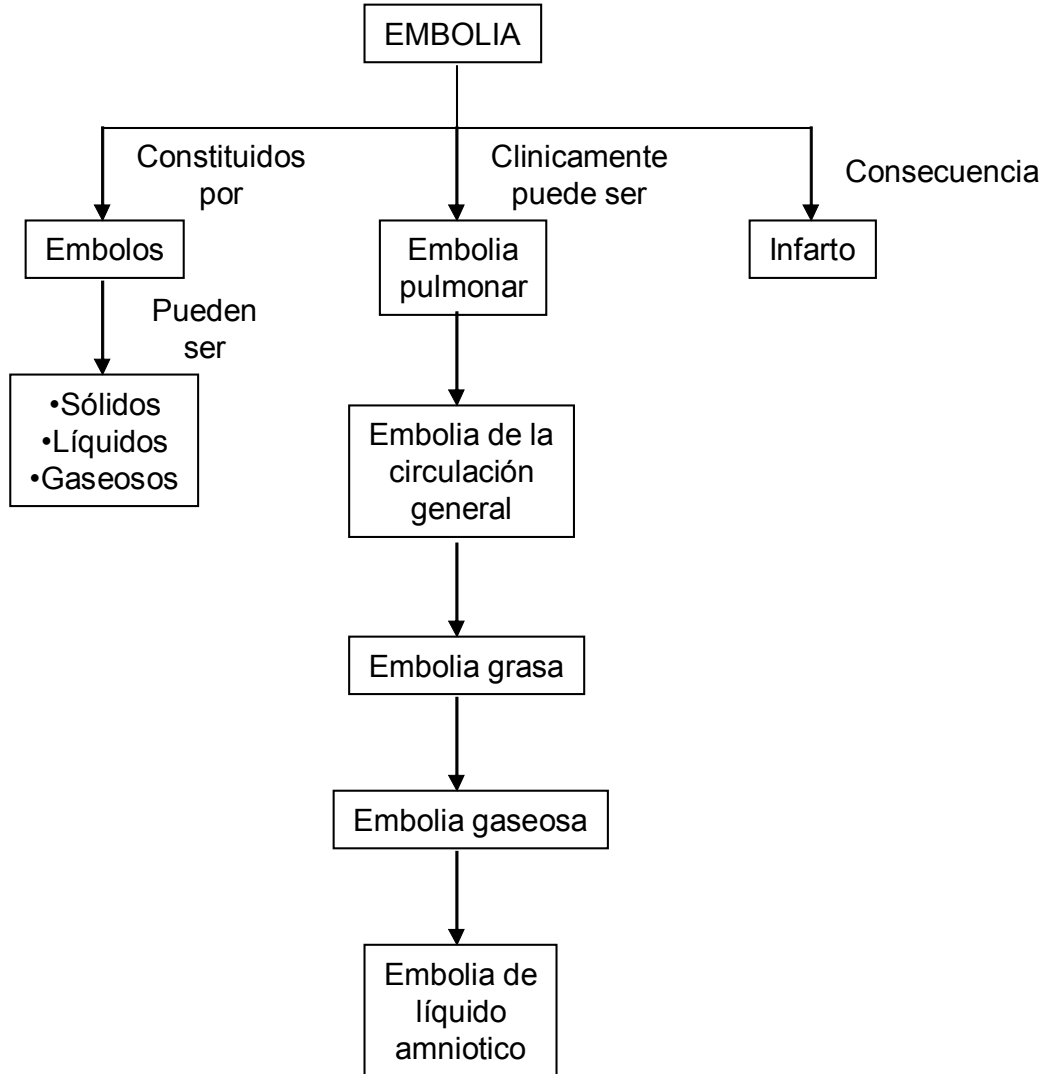 EMBOLIA
Constituidos
por
Clinicamente
puede ser
Consecuencia
Embolos
Embolia
pulmonar
Infarto
Pueden
ser
•Sólidos
•Líquidos
•Gaseosos
Embolia de la
circulación
general
Embolia grasa
Embolia gaseosa
Embolia de
líquido
amniotico